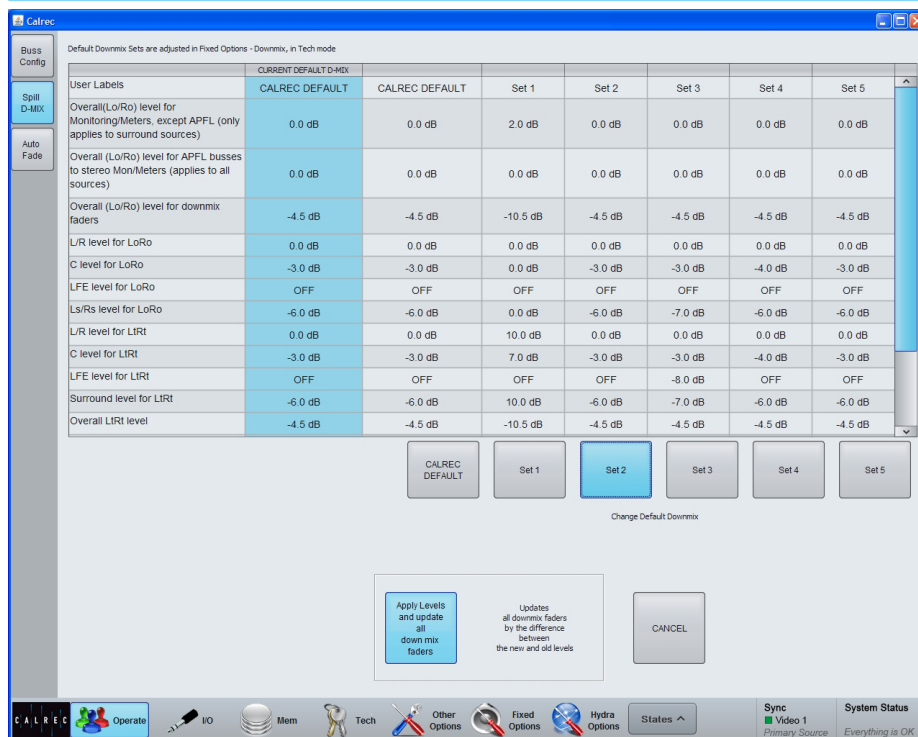 Calrec
Buss
Config
Spill
D-MIX
Auto
Fade
Default Downmix Sets are adjusted in Fixed Options - Downmix, in Tech mode
CURRENT DEFAULT D-MIX
User Labels CALREC DEFAULT CALREC DEFAULT Set 1 Set 2 Set 3 Set 4 Set 5
Overall(Lo/Ro) level for
Monitoring/Meters, except APFL (only
applies to surround sources)
0.0 dB 0.0 dB 2.0 dB 0.0 dB 0.0 dB 0.0 dB 0.0 dB
Overall (Lo/Ro) level for APFL busses
to stereo Mon/Meters (applies to all
sources)
0.0 dB 0.0 dB 0.0 dB 0.0 dB 0.0 dB 0.0 dB 0.0 dB
Overall (Lo/Ro) level for downmix
faders
-4.5 dB -4.5 dB -10.5 dB -4.5 dB -4.5 dB -4.5 dB -4.5 dB
L/R level for LoRo 0.0 dB 0.0 dB 0.0 dB 0.0 dB 0.0 dB 0.0 dB 0.0 dB
C level for LoRo -3.0 dB -3.0 dB 0.0 dB -3.0 dB -3.0 dB -4.0 dB -3.0 dB
LFE level for LoRo OFF OFF OFF OFF OFF OFF OFF
Ls/Rs level for LoRo -6.0 dB -6.0 dB 0.0 dB -6.0 dB -7.0 dB -6.0 dB -6.0 dB
L/R level for LtRt 0.0 dB 0.0 dB 10.0 dB 0.0 dB 0.0 dB 0.0 dB 0.0 dB
C level for LtRt -3.0 dB -3.0 dB 7.0 dB -3.0 dB -3.0 dB -4.0 dB -3.0 dB
LFE level for LtRt OFF OFF OFF OFF -8.0 dB OFF OFF
Surround level for LtRt -6.0 dB -6.0 dB 10.0 dB -6.0 dB -7.0 dB -6.0 dB -6.0 dB
Overall LtRt level -4.5 dB -4.5 dB -10.5 dB -4.5 dB -4.5 dB -4.5 dB -4.5 dB
CALREC
DEFAULT
Set 1
Set 2
Set 3
Set 4
Set 5
Change Default Downmix
Apply Levels
and update
all
down mix
faders
Updates
all downmix faders
by the difference
between
the new and old levels
CANCEL
CALREC
Operate
I/O
Mem
Tech
Other
Options
Fixed
Options
Hydra
Options
States
Sync
Video 1
Primary Source
System Status
Everything is OK